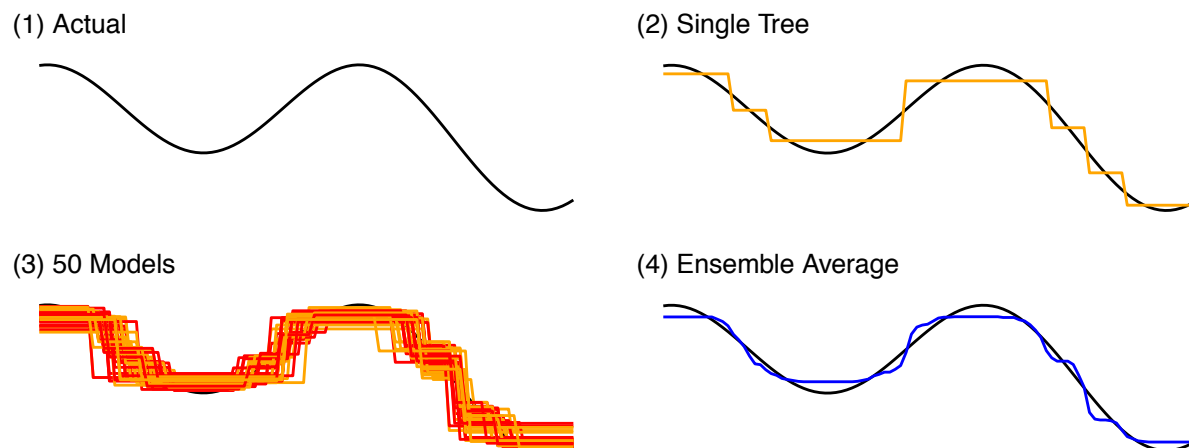 (1) Actual
(2) Single Tree
(3) 50 Models
(4) Ensemble Average